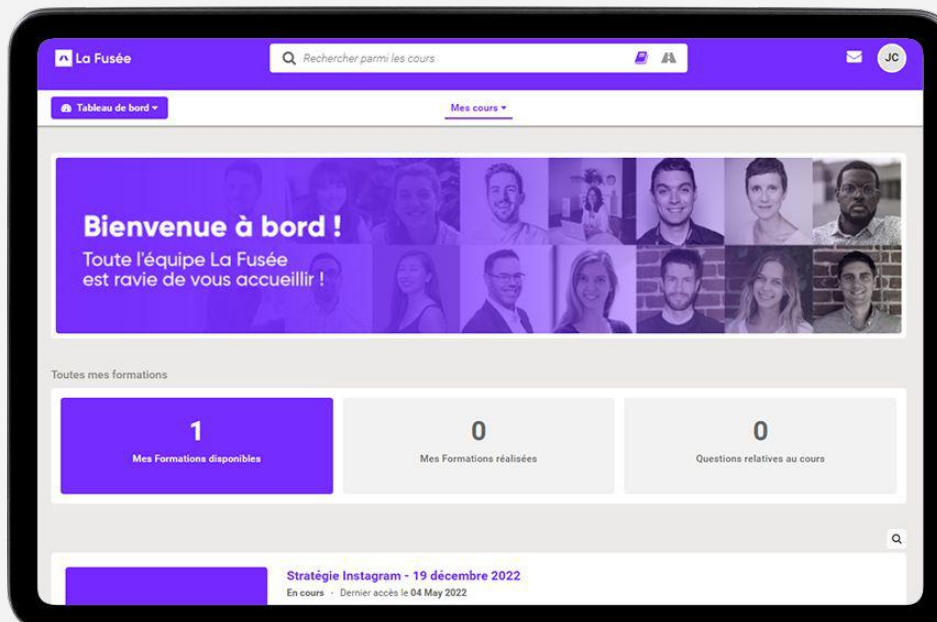 La Fusée
Rechercher parmi les cours
JC
Tableau de bord
Mes cours
Bienvenue à bord !
Toute l'équipe La Fusée
est ravie de vous accueillir !
Toutes mes formations
1
Mes Formations disponibles
0
Mes Formations réalisées
0
Questions relatives au cours
Stratégie Instagram - 19 décembre 2022
En cours · Dernier accès le 04 May 2022